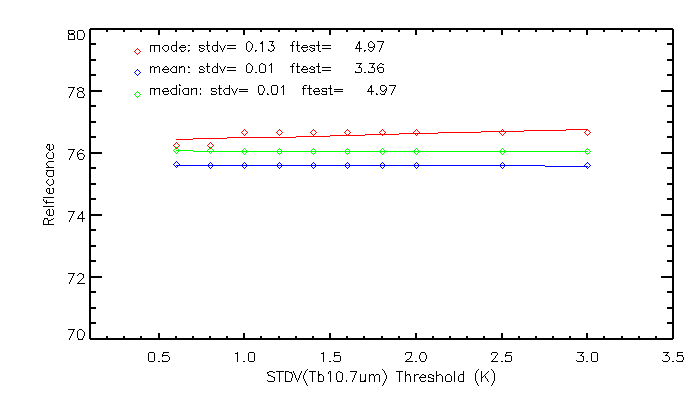 80
mode: stdv= 0.13 ftest= 4.97
mean: stdv= 0.01 ftest= 3.36
median: stdv= 0.01 ftest= 4.97
78
76
74
72
70
Relflecance
0.5 1.0 1.5 2.0 2.5 3.0 3.5
STDV(Tb10.7um) Threshold (K)